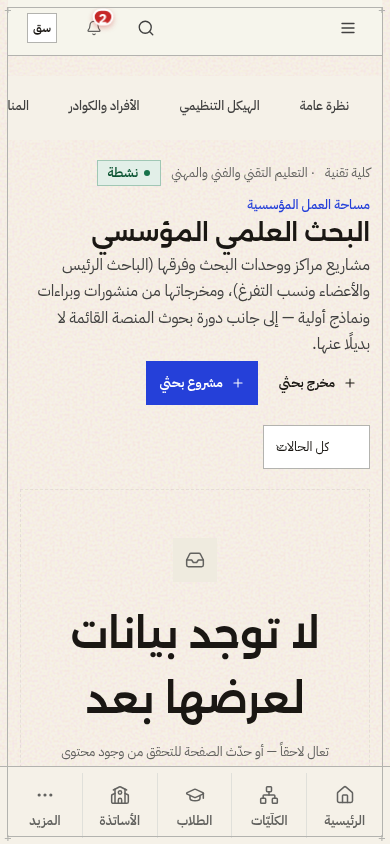 سق
2
نظرة عامة
الهيكل التنظيمي
الأفراد والكوادر
المنا
كلية تقنية · التعليم التقني والفني والمهني
نشطة
مساحة العمل المؤسسية
البحث العلمي المؤسسي
مشاريع مراكز ووحدات البحث وفرقها (الباحث الرئيس
والأعضاء ونسب التفرغ)، ومخرجاتها من منشورات وبراءات
ونماذج أولية — إلى جانب دورة بحوث المنصة القائمة لا
بديلًا عنها.
+ مخرج بحثي
+ مشروع بحثي
كل الحالات
لا توجد بيانات
لعرضها بعد
تعال لاحقاً — أو حدّث الصفحة للتحقق من وجود محتوى
الرئيسية
الكليّات
الطلاب
الأساتذة
المزيد